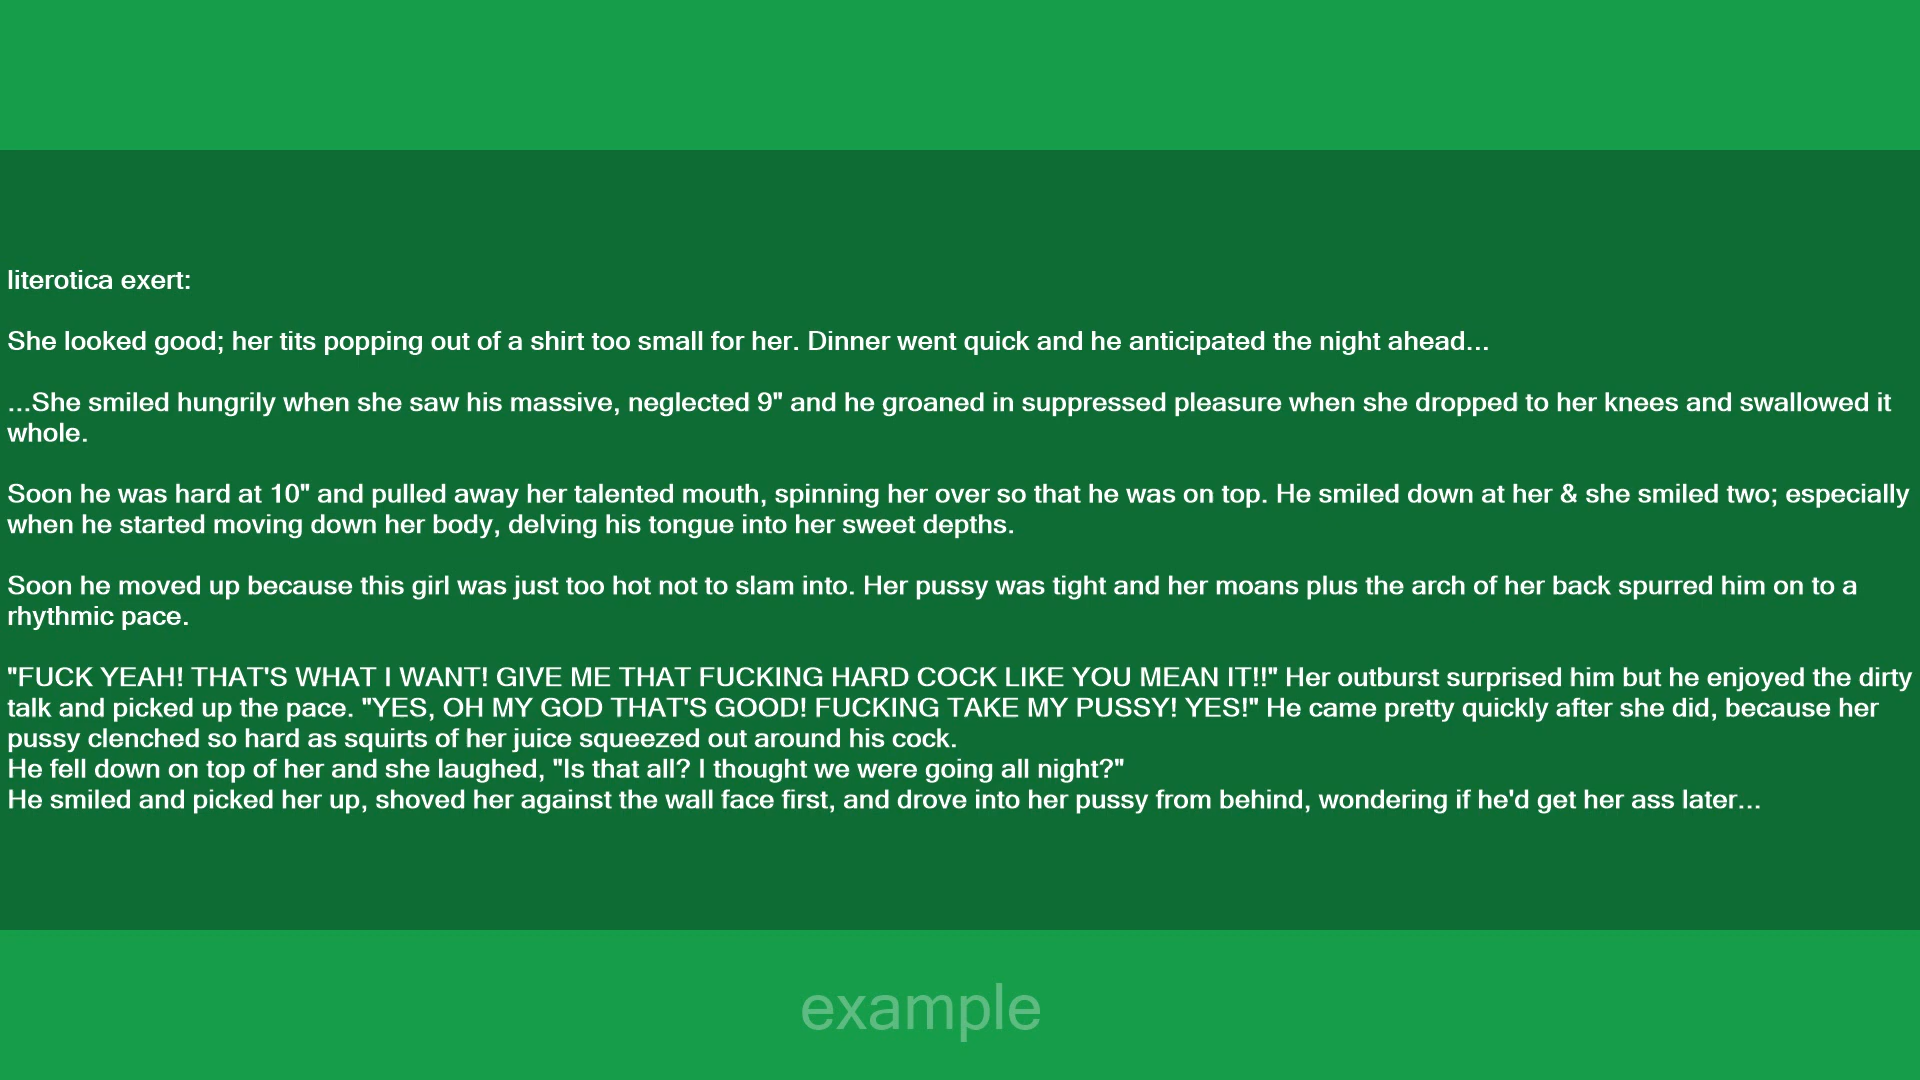 literotica exert:
She looked good; her tits popping out of a shirt too small for her. Dinner went quick and he anticipated the night ahead...
...She smiled hungrily when she saw his massive, neglected 9" and he groaned in suppressed pleasure when she dropped to her knees and swallowed it
whole.
Soon he was hard at 10" and pulled away her talented mouth, spinning her over so that he was on top. He smiled down at her & she smiled two; especially
when he started moving down her body, delving his tongue into her sweet depths.
Soon he moved up because this girl was just too hot not to slam into. Her pussy was tight and her moans plus the arch of her back spurred him on to a
rhythmic pace.
"FUCK YEAH! THAT'S WHAT I WANT! GIVE ME THAT FUCKING HARD COCK LIKE YOU MEAN IT!!" Her outburst surprised him but he enjoyed the dirty
talk and picked up the pace. "YES, OH MY GOD THAT'S GOOD! FUCKING TAKE MY PUSSY! YES!" He came pretty quickly after she did, because her
pussy clenched so hard as squirts of her juice squeezed out around his cock.
He fell down on top of her and she laughed, "Is that all? I thought we were going all night?"
He smiled and picked her up, shoved her against the wall face first, and drove into her pussy from behind, wondering if he'd get her ass later...
example